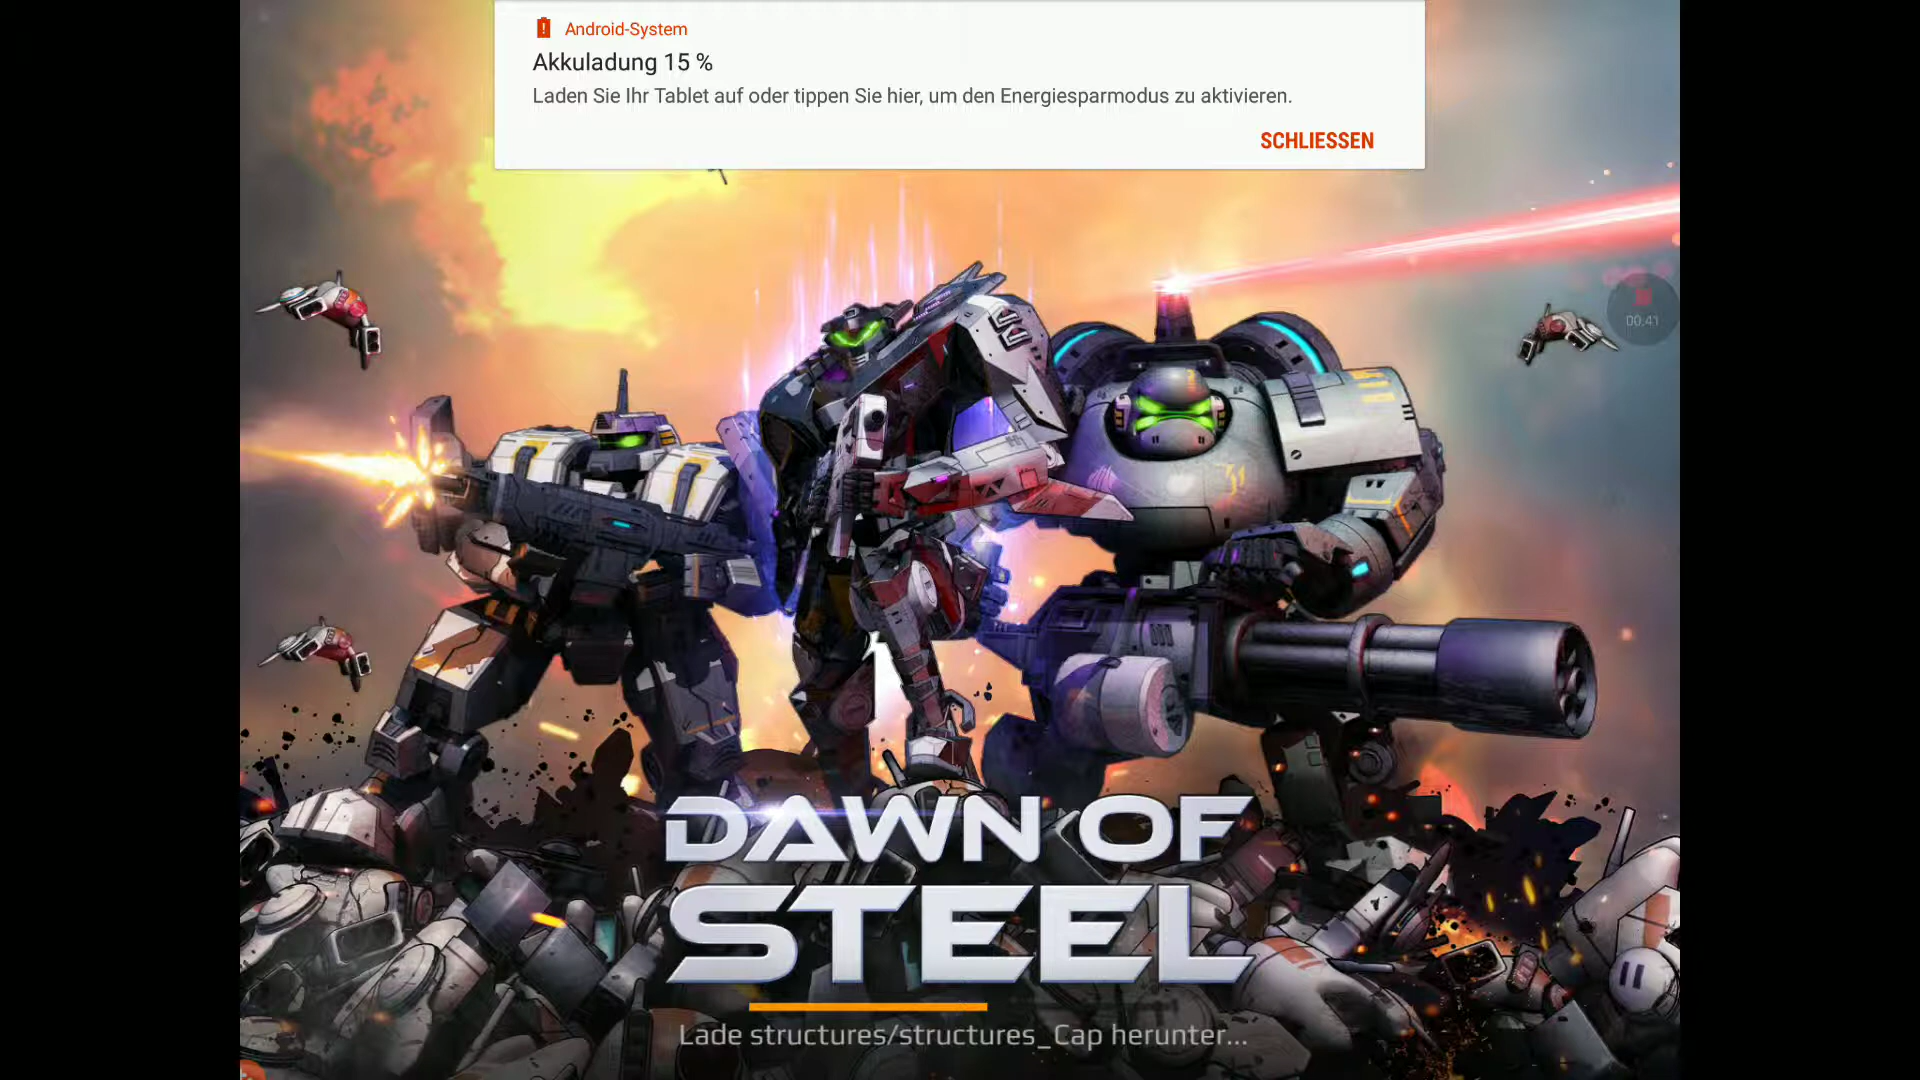 Android-System
Akkuladung 15 %
Laden Sie Ihr Tablet auf oder tippen Sie hier, um den Energiesparmodus zu aktivieren.
SCHLIESSEN
00:41
DAWN OF
STEEL
Lade structures/structures_Cap herunter...